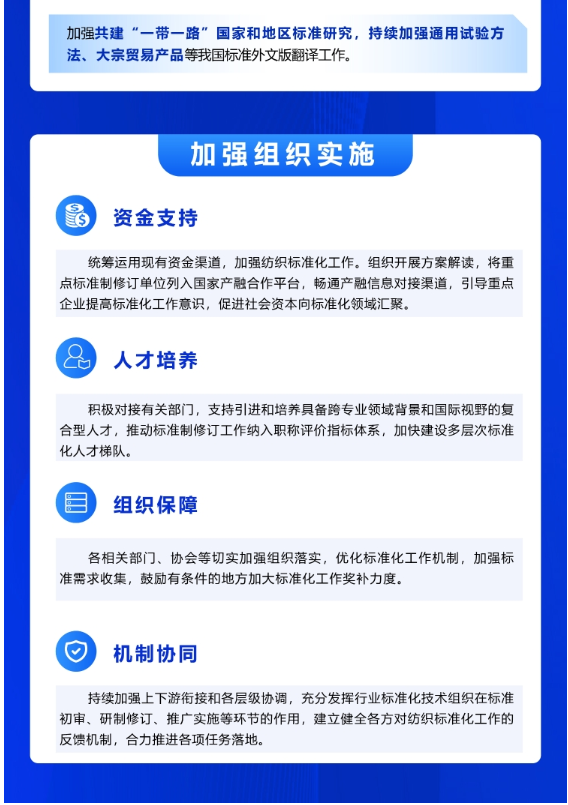 加强共建“一带一路”国家和地区标准研究，持续加强通用试验方
法、大宗贸易产品等我国标准外文版翻译工作。
加强组织实施
资金支持
统筹运用现有资金渠道，加强纺织标准化工作。组织开展方案解读，将重
点标准制修订单位列入国家产融合作平台，畅通产融信息对接渠道，引导重点
企业提高标准化工作意识，促进社会资本向标准化领域汇聚。
人才培养
积极对接有关部门，支持引进和培养具备跨专业领域背景和国际视野的复
合型人才，推动标准制修订工作纳入职称评价指标体系，加快建设多层次标准
化人才梯队。
组织保障
各相关部门、协会等切实加强组织落实，优化标准化工作机制，加强标
准需求收集，鼓励有条件的地方加大标准化工作奖补力度。
机制协同
持续加强上下游衔接和各层级协调，充分发挥行业标准化技术组织在标准
初审、研制修订、推广实施等环节的作用，建立健全各方对纺织标准化工作的
反馈机制，合力推进各项任务落地。